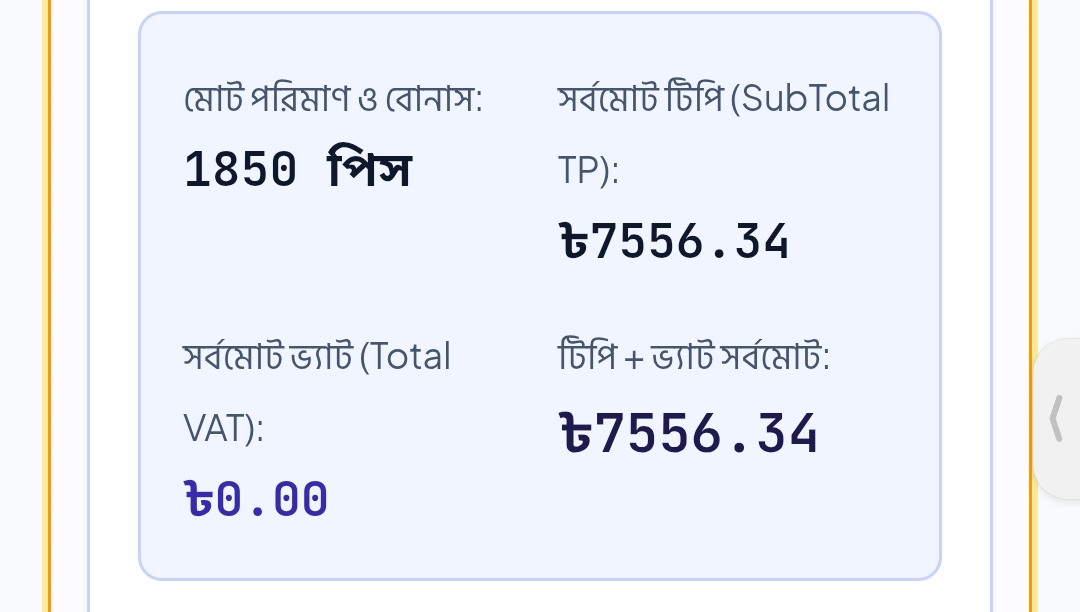 মোট পরিমাণ ও বোনাস:
1850 পিস
সর্বমোট টিপি (SubTotal
TP):
৳7556.34
সর্বমোট ভ্যাট (Total
VAT):
৳0.00
টিপি + ভ্যাট সর্বমোট:
৳7556.34